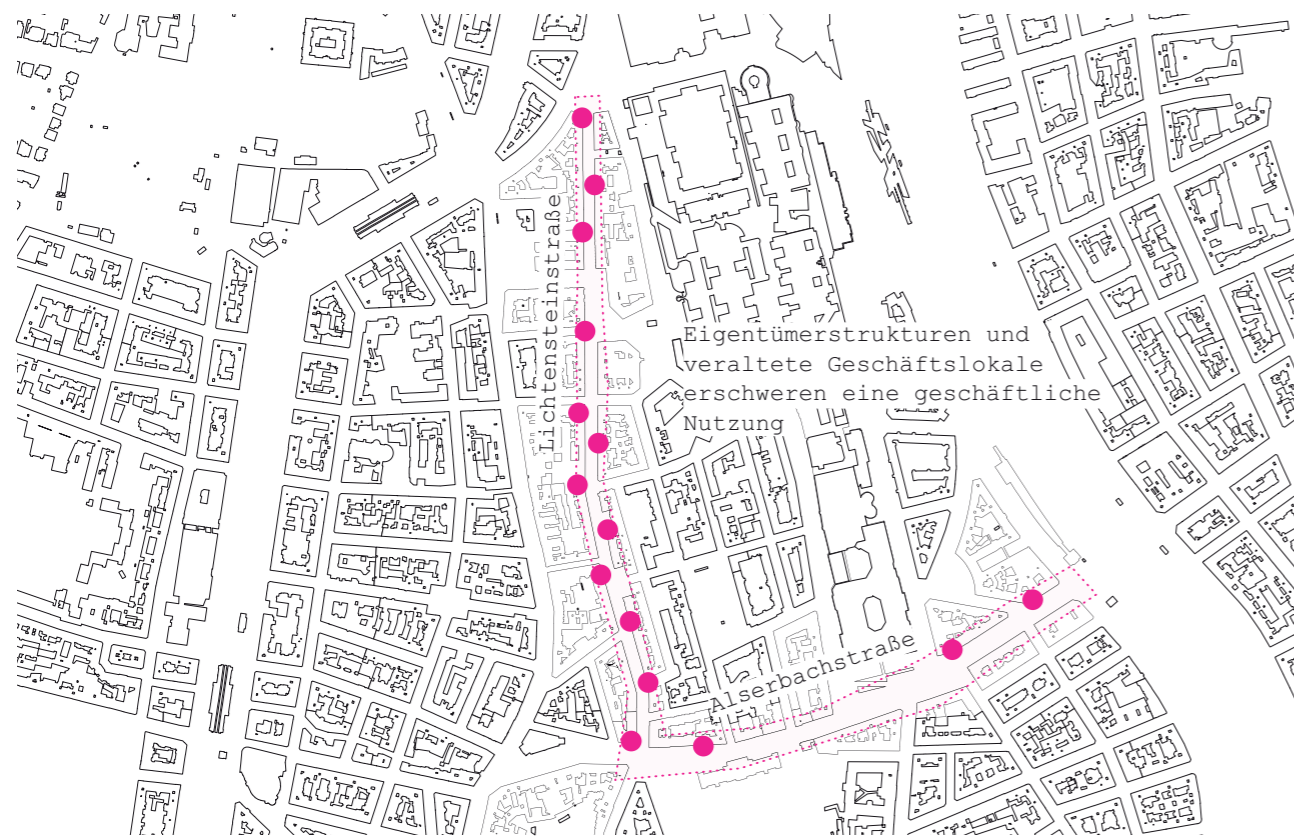 Lichtensteinstraße
Eigentümerstrukturen und
veraltete Geschäftslokale
erschweren eine geschäftliche
Nutzung
Alserbachstraße